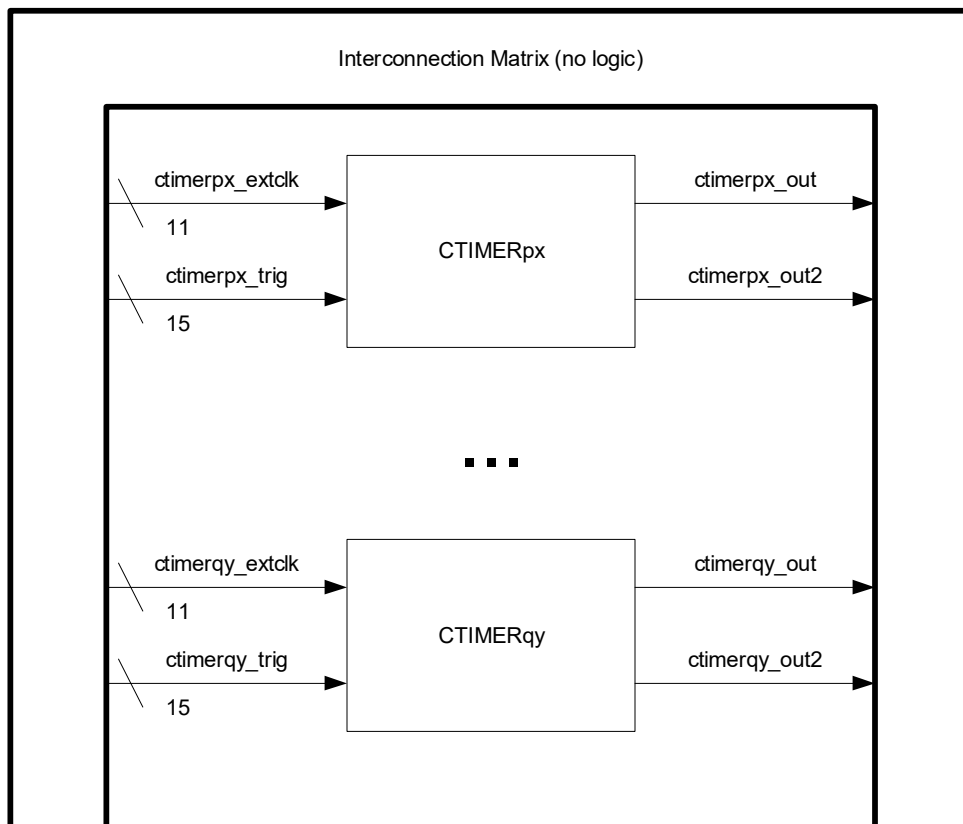 Interconnection Matrix (no logic)
ctimerpx_extclk
11
ctimerpx_trig
15
CTIMERpx
ctimerpx_out
ctimerpx_out2
...
ctimerqy_extclk
11
ctimerqy_trig
15
CTIMERqy
ctimerqy_out
ctimerqy_out2